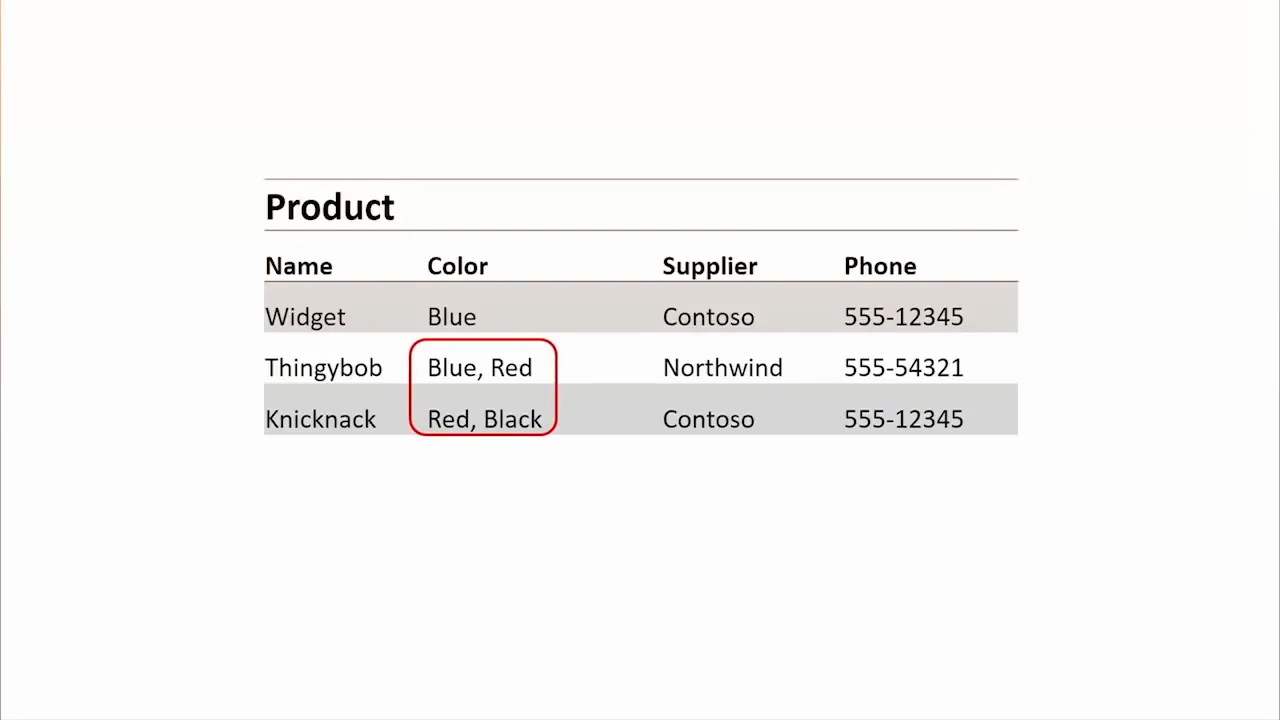 Product
Name Color Supplier Phone
Widget Blue Contoso 555-12345
Thingybob Blue, Red Northwind 555-54321
Knicknack Red, Black Contoso 555-12345